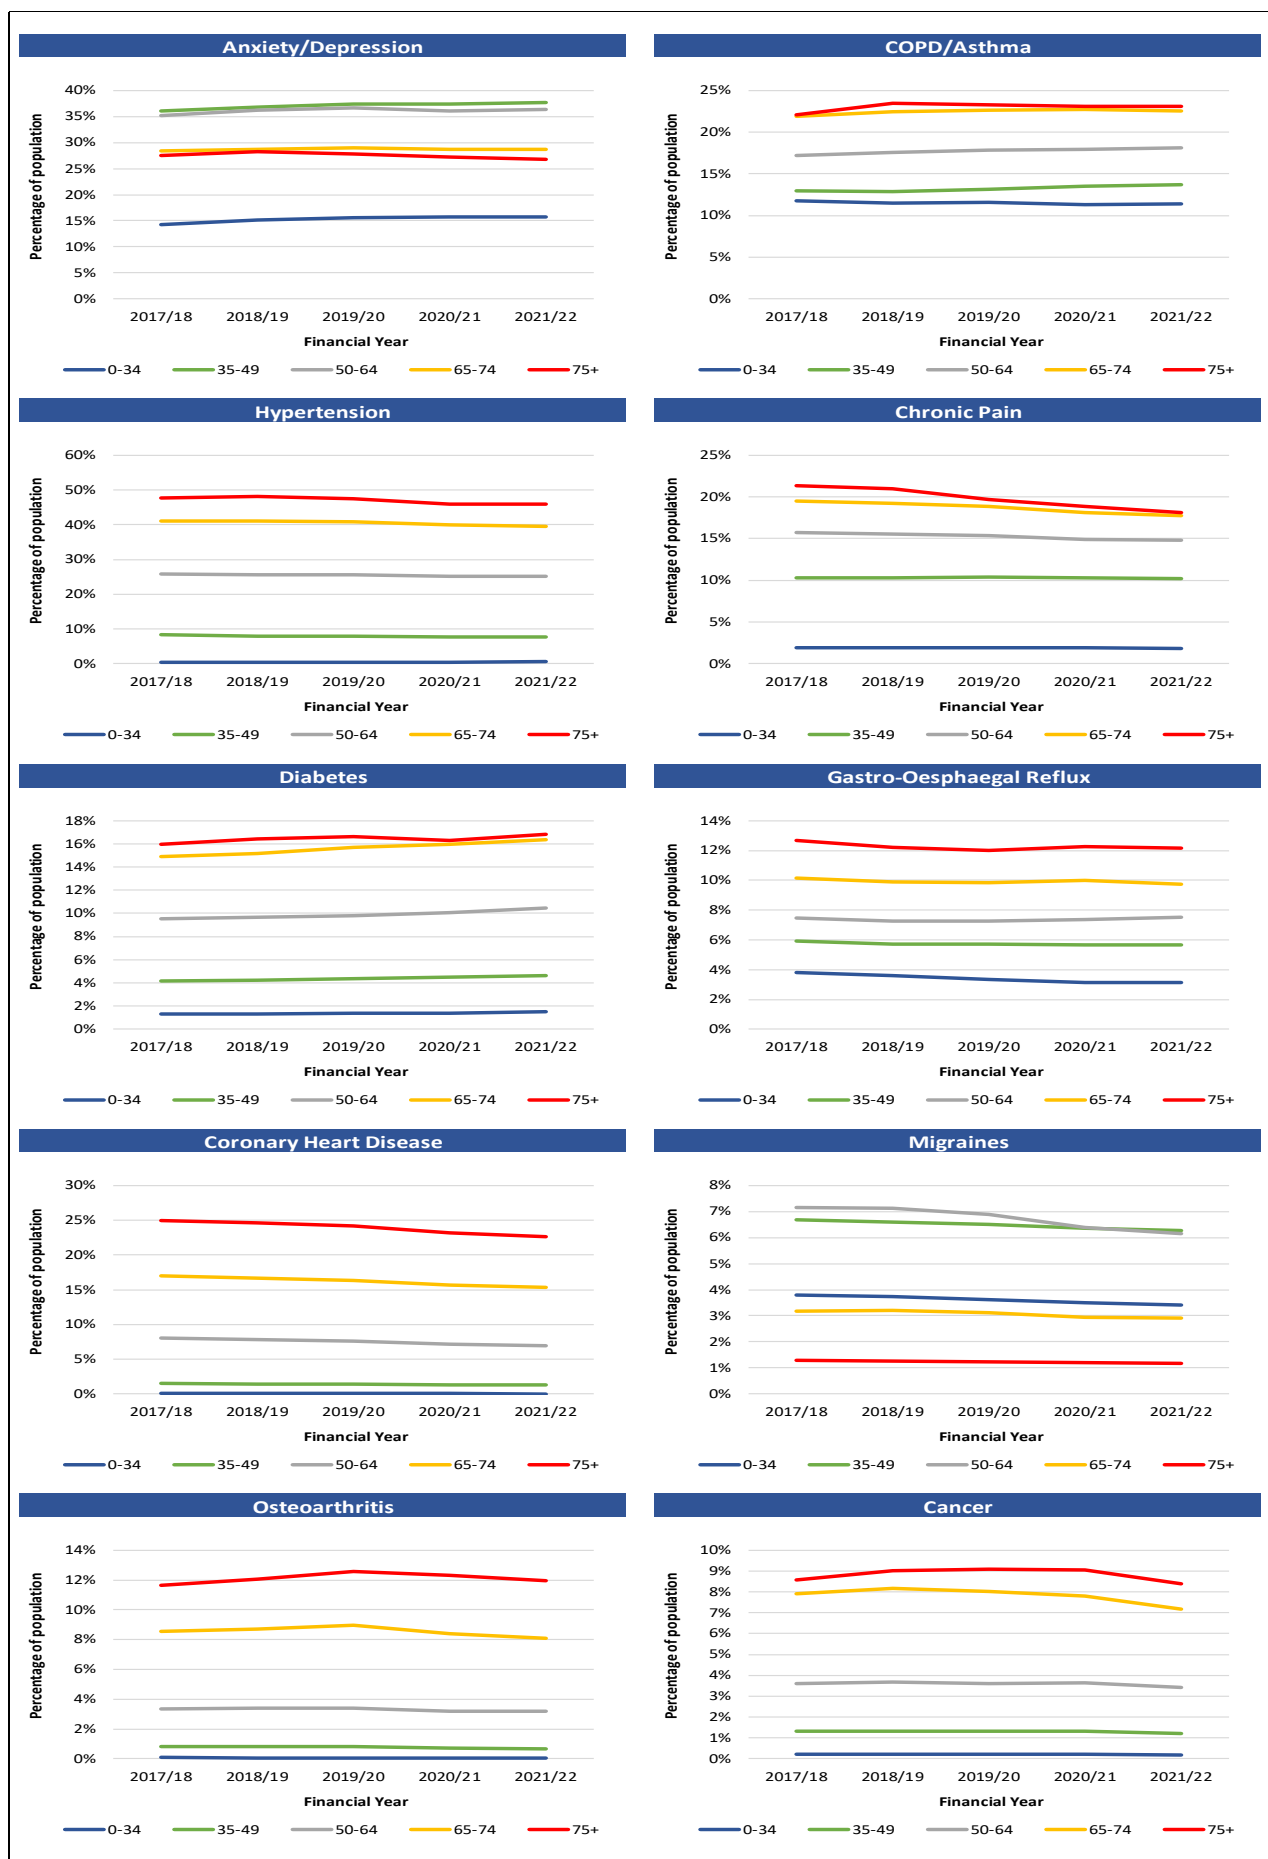 Anxiety/Depression
Percentage of population
40%
35%
30%
25%
20%
15%
10%
5%
0%
2017/18 2018/19 2019/20 2020/21 2021/22
Financial Year
0-34 35-49 50-64 65-74 75+
COPD/Asthma
Percentage of population
25%
20%
15%
10%
5%
0%
2017/18 2018/19 2019/20 2020/21 2021/22
Financial Year
0-34 35-49 50-64 65-74 75+
Hypertension
Percentage of population
60%
50%
40%
30%
20%
10%
0%
2017/18 2018/19 2019/20 2020/21 2021/22
Financial Year
0-34 35-49 50-64 65-74 75+
Chronic Pain
Percentage of population
25%
20%
15%
10%
5%
0%
2017/18 2018/19 2019/20 2020/21 2021/22
Financial Year
0-34 35-49 50-64 65-74 75+
Diabetes
Percentage of population
18%
16%
14%
12%
10%
8%
6%
4%
2%
0%
2017/18 2018/19 2019/20 2020/21 2021/22
Financial Year
0-34 35-49 50-64 65-74 75+
Gastro-Oesphaegal Reflux
Percentage of population
14%
12%
10%
8%
6%
4%
2%
0%
2017/18 2018/19 2019/20 2020/21 2021/22
Financial Year
0-34 35-49 50-64 65-74 75+
Coronary Heart Disease
Percentage of population
30%
25%
20%
15%
10%
5%
0%
2017/18 2018/19 2019/20 2020/21 2021/22
Financial Year
0-34 35-49 50-64 65-74 75+
Migraines
Percentage of population
8%
7%
6%
5%
4%
3%
2%
1%
0%
2017/18 2018/19 2019/20 2020/21 2021/22
Financial Year
0-34 35-49 50-64 65-74 75+
Osteoarthritis
Percentage of population
14%
12%
10%
8%
6%
4%
2%
0%
2017/18 2018/19 2019/20 2020/21 2021/22
Financial Year
0-34 35-49 50-64 65-74 75+
Cancer
Percentage of population
10%
9%
8%
7%
6%
5%
4%
3%
2%
1%
0%
2017/18 2018/19 2019/20 2020/21 2021/22
Financial Year
0-34 35-49 50-64 65-74 75+